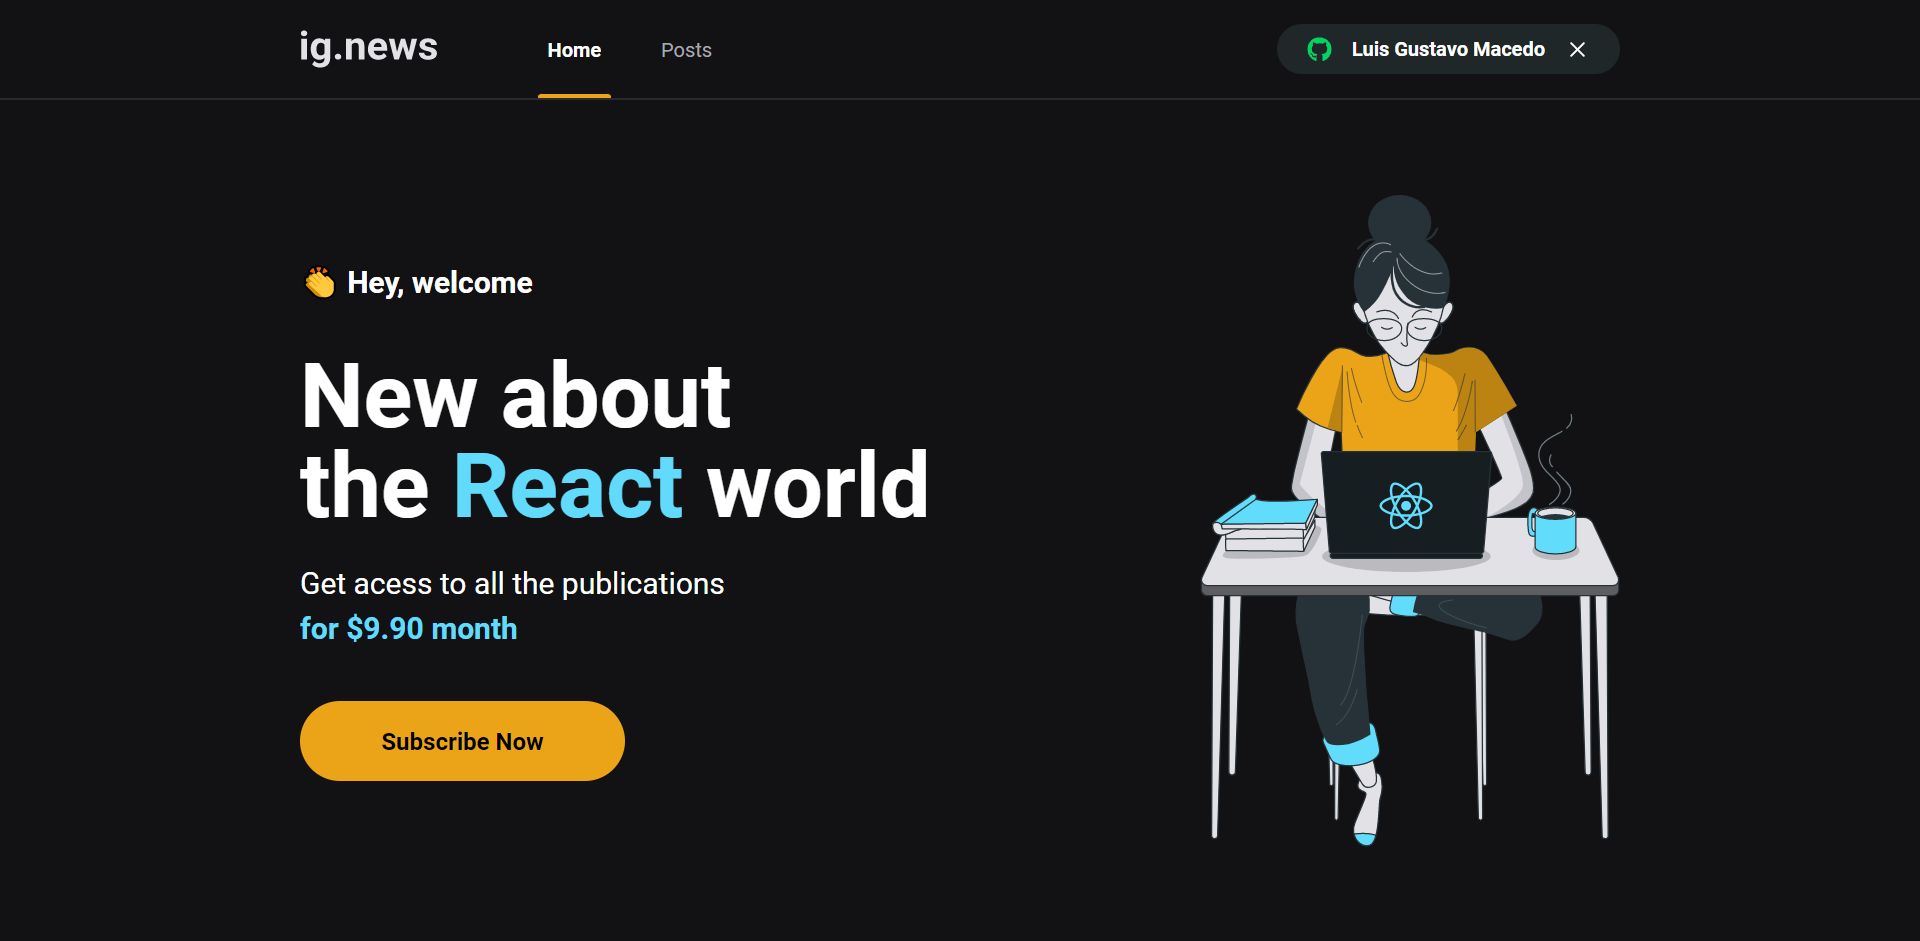 ig.news
Home
Posts
Luis Gustavo Macedo
👏 Hey, welcome
New about
the React world
Get acess to all the publications
for $9.90 month
Subscribe Now